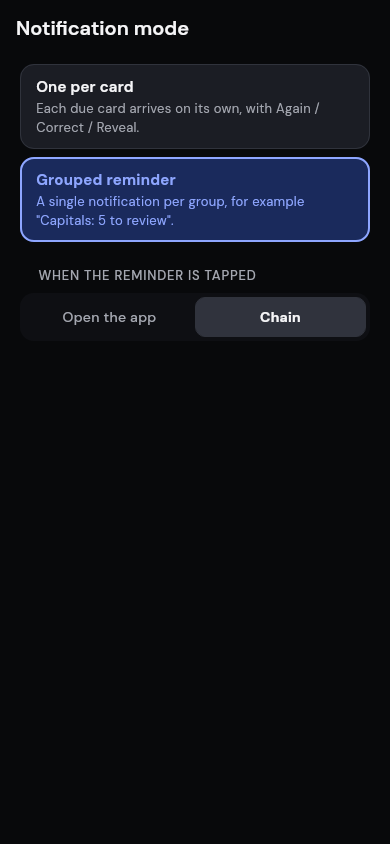 Notification mode
One per card
Each due card arrives on its own, with Again /
Correct / Reveal.
Grouped reminder
A single notification per group, for example
"Capitals: 5 to review".
WHEN THE REMINDER IS TAPPED
Open the app
Chain